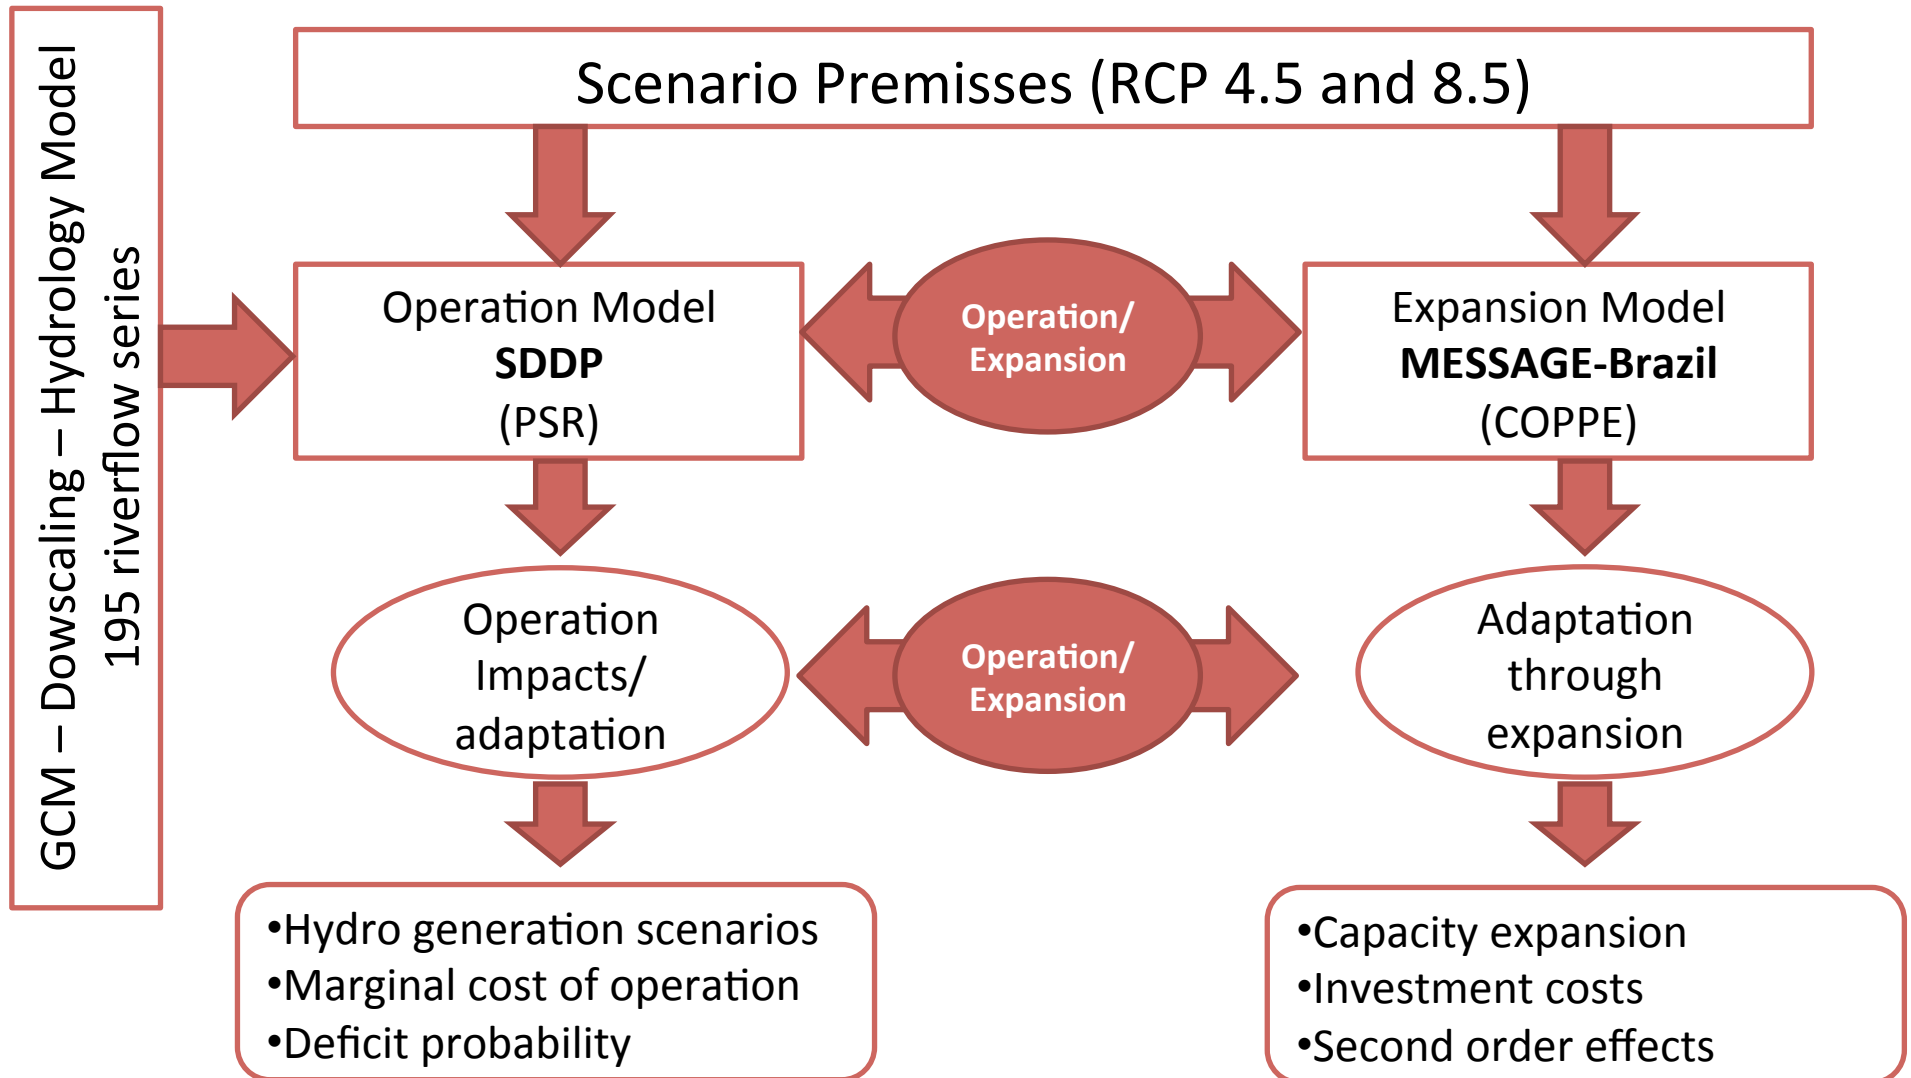 GCM – Dowscaling – Hydrology Model
195 riverflow series
Scenario Premisses (RCP 4.5 and 8.5)
Operation Model
SDDP
(PSR)
Operation/
Expansion
Expansion Model
MESSAGE-Brazil
(COPPE)
Operation
Impacts/
adaptation
Operation/
Expansion
Adaptation
through
expansion
•Hydro generation scenarios
•Marginal cost of operation
•Deficit probability
•Capacity expansion
•Investment costs
•Second order effects